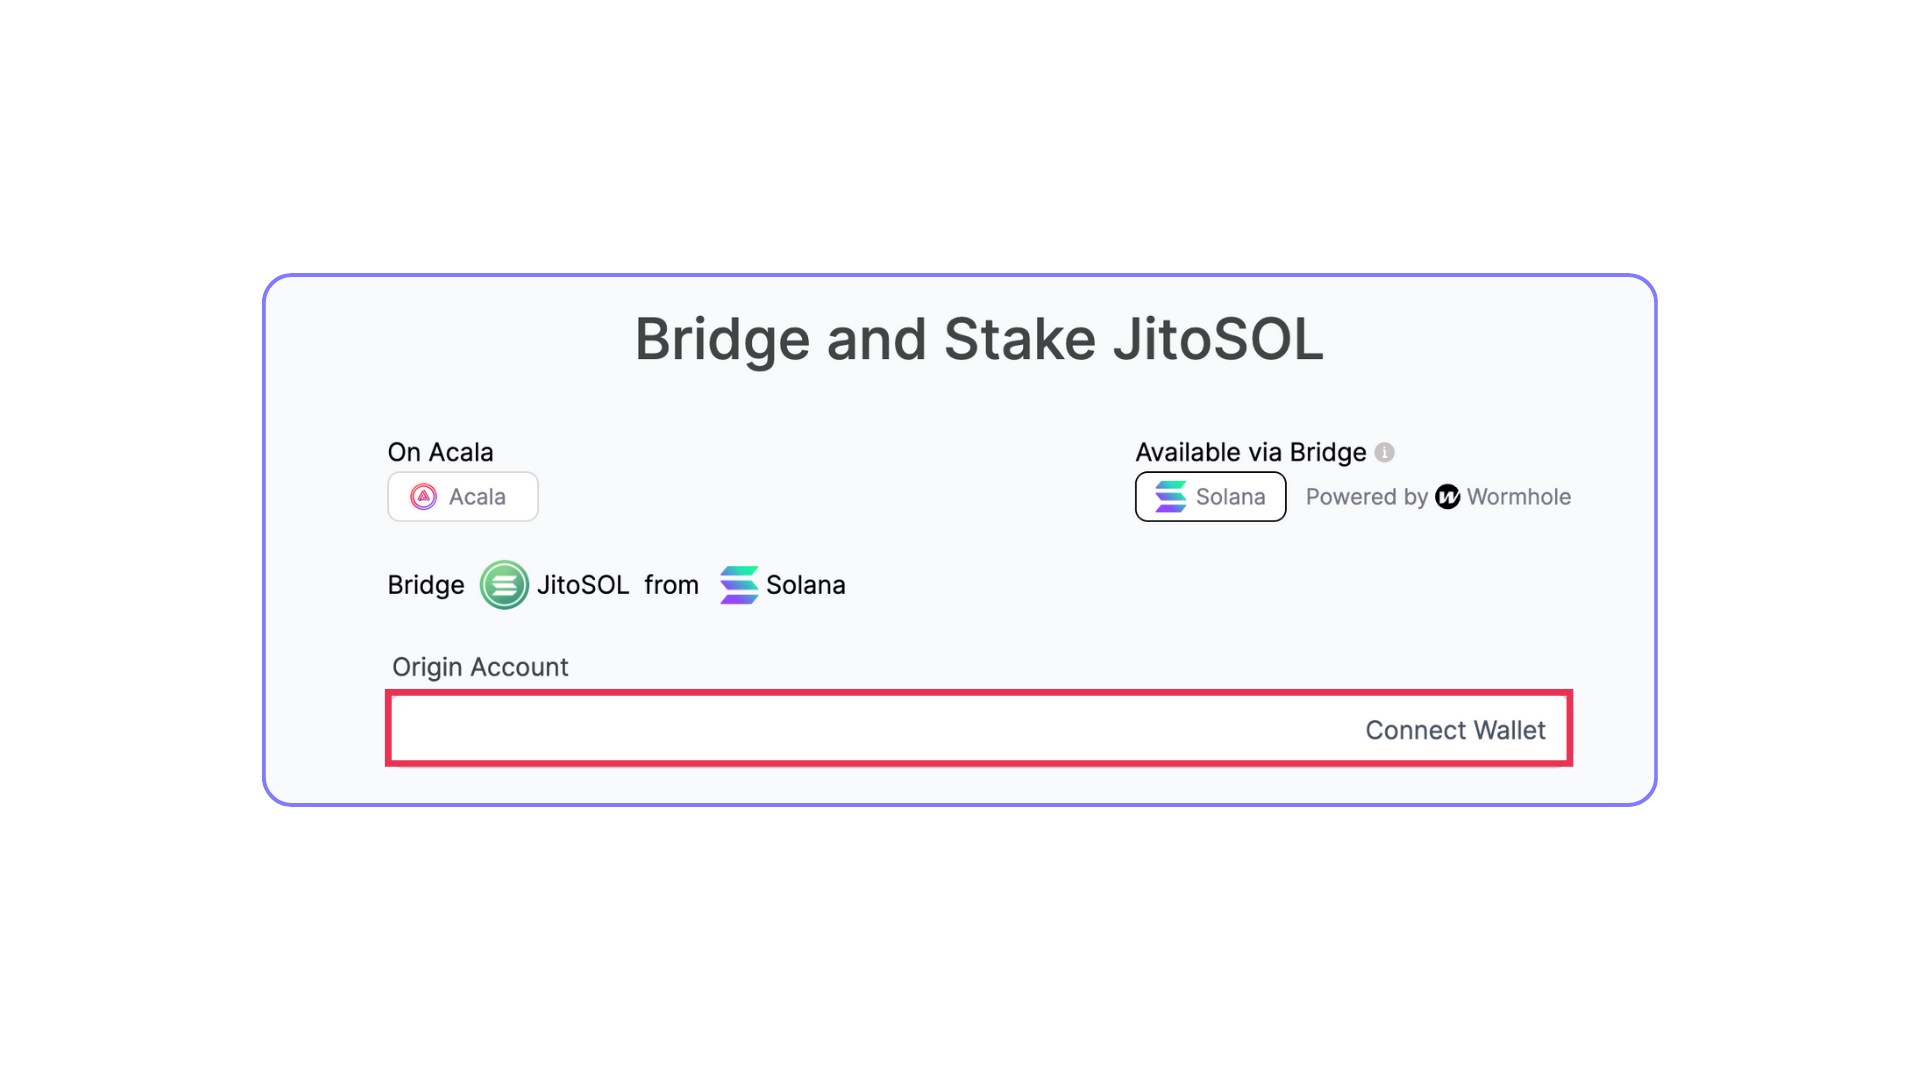 Bridge and Stake JitoSOL
On Acala
Available via Bridge
Acala
Solana Powered by Wormhole
Bridge JitoSOL from Solana
Origin Account
Connect Wallet